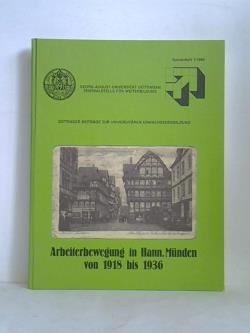 Sonderheft 1/1984
GEORG-AUGUST-UNIVERSITÄT GÖTTINGEN
ZENTRALSTELLE FÜR WEITERBILDUNG
GÖTTINGER BEITRÄGE ZUR UNIVERSITÄREN ERWACHSENENBILDUNG
Arbeiterbewegung in Hann. Münden
von 1918 bis 1936